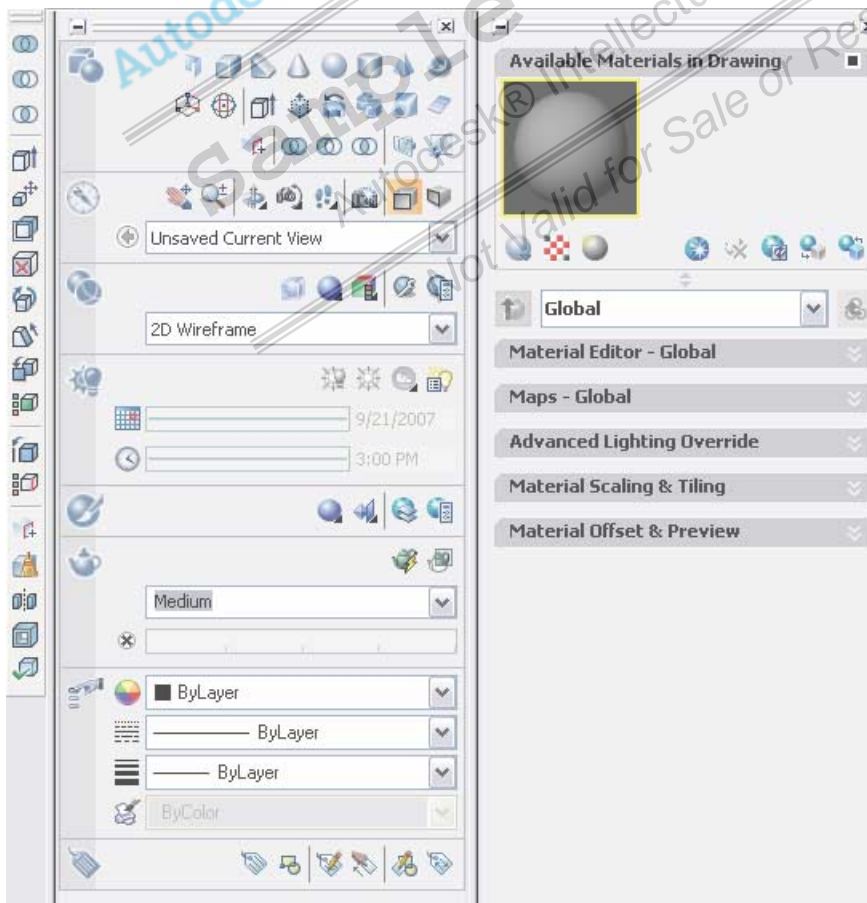 Autodesk
Sample
Autodesk® Intellectu
Not Valid for Sale or Res
Unsaved Current View
2D Wireframe
9/21/2007
3:00 PM
Medium
ByLayer
ByLayer
ByLayer
ByColor
Available Materials in Drawing
Global
Material Editor - Global
Maps - Global
Advanced Lighting Override
Material Scaling & Tiling
Material Offset & Preview